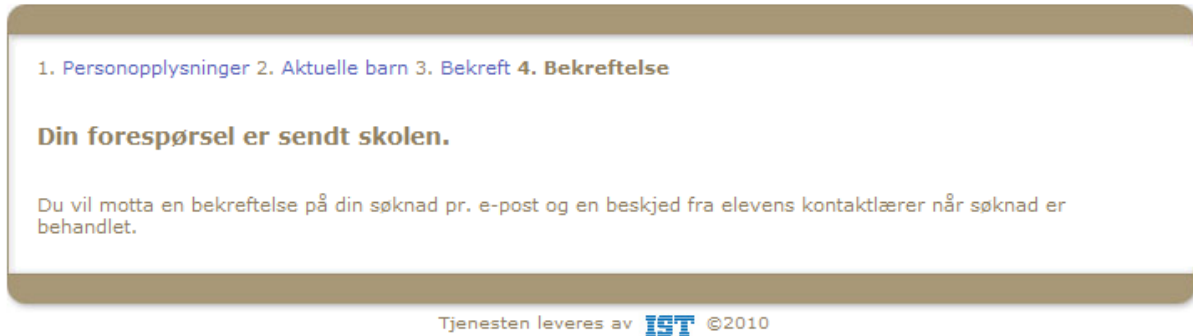 1. Personopplysninger 2. Aktuelle barn 3. Bekreft 4. Bekreftelse
Din forespørsel er sendt skolen.
Du vil motta en bekreftelse på din søknad pr. e-post og en beskjed fra elevens kontaktlærer når søknad er
behandlet.
Tjenesten leveres av IST ©2010